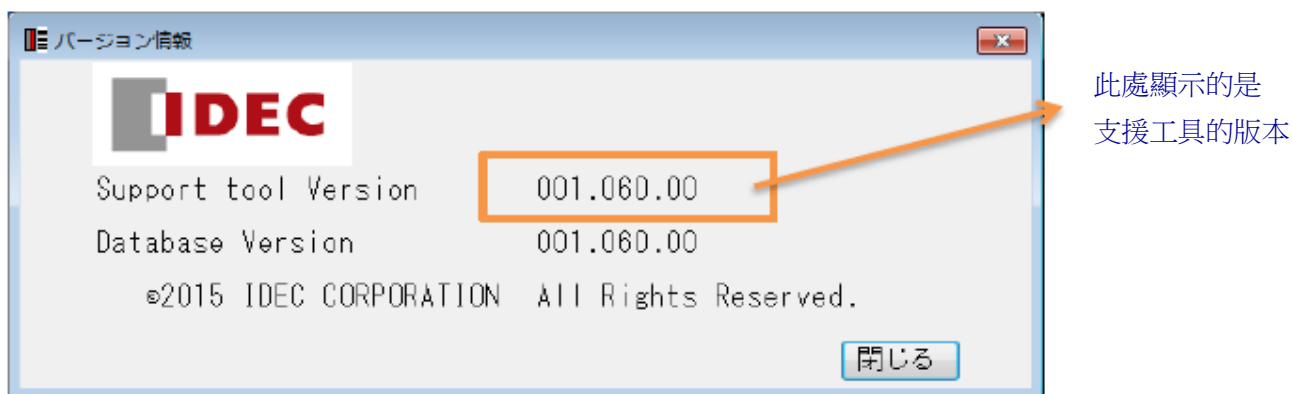 バージョン情報
IDEC
此處顯示的是
支援工具的版本
Support tool Version 001.060.00
Database Version 001.060.00
©2015 IDEC CORPORATION All Rights Reserved.
閉じる